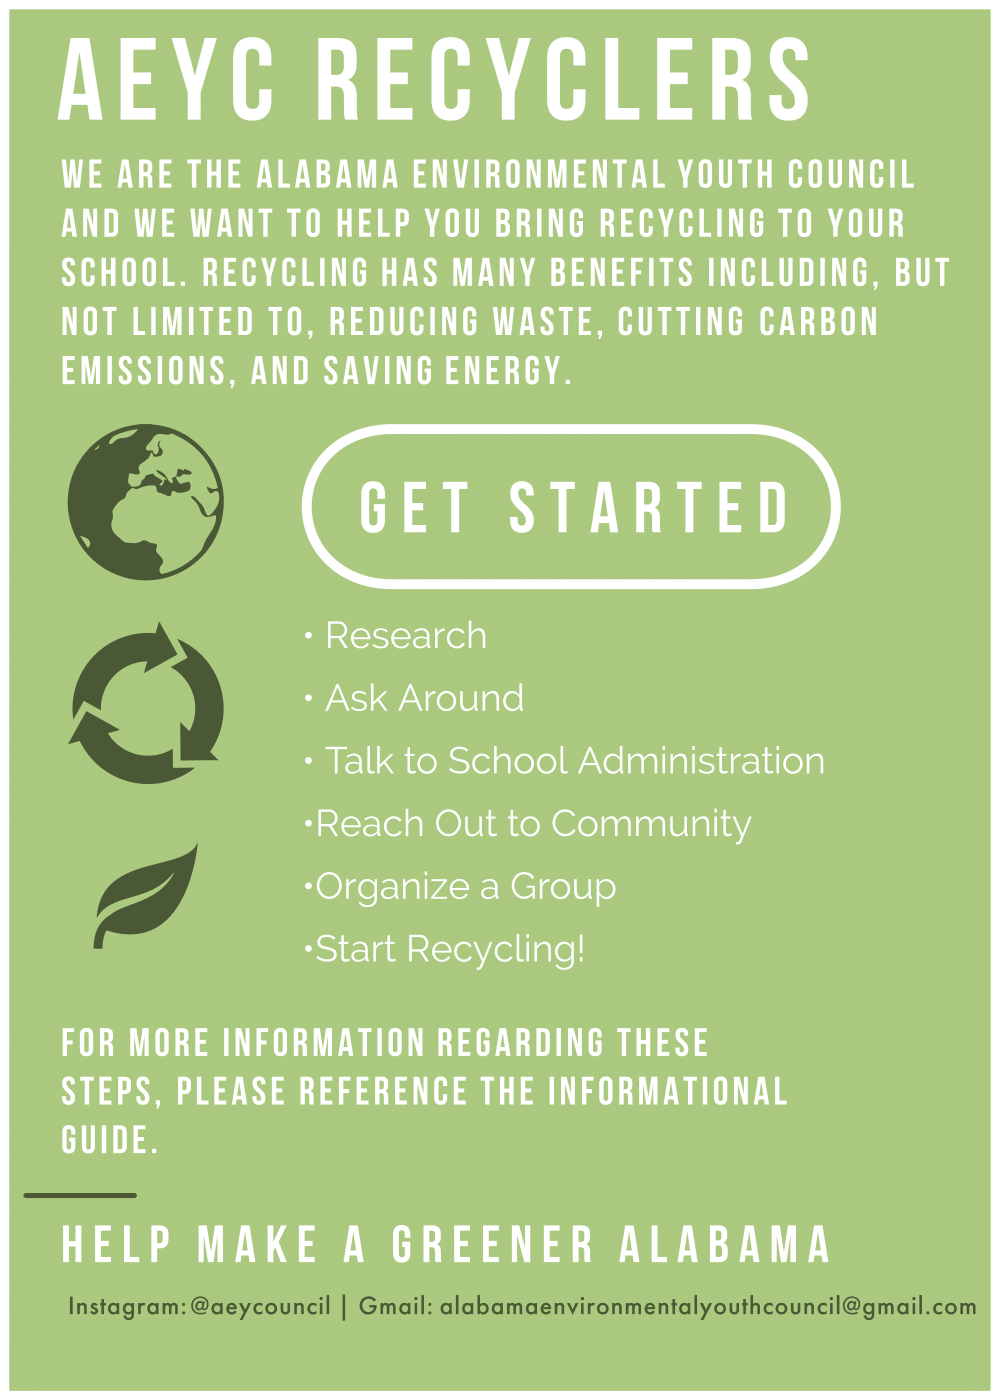 AEYC RECYCLERS
WE ARE THE ALABAMA ENVIRONMENTAL YOUTH COUNCIL
AND WE WANT TO HELP YOU BRING RECYCLING TO YOUR
SCHOOL. RECYCLING HAS MANY BENEFITS INCLUDING, BUT
NOT LIMITED TO, REDUCING WASTE, CUTTING CARBON
EMISSIONS, AND SAVING ENERGY.
GET STARTED
• Research
• Ask Around
• Talk to School Administration
•Reach Out to Community
•Organize a Group
•Start Recycling!
FOR MORE INFORMATION REGARDING THESE
STEPS, PLEASE REFERENCE THE INFORMATIONAL
GUIDE.
HELP MAKE A GREENER ALABAMA
Instagram: @aeycouncil | Gmail: alabamaenvironmentalyouthcouncil@gmail.com